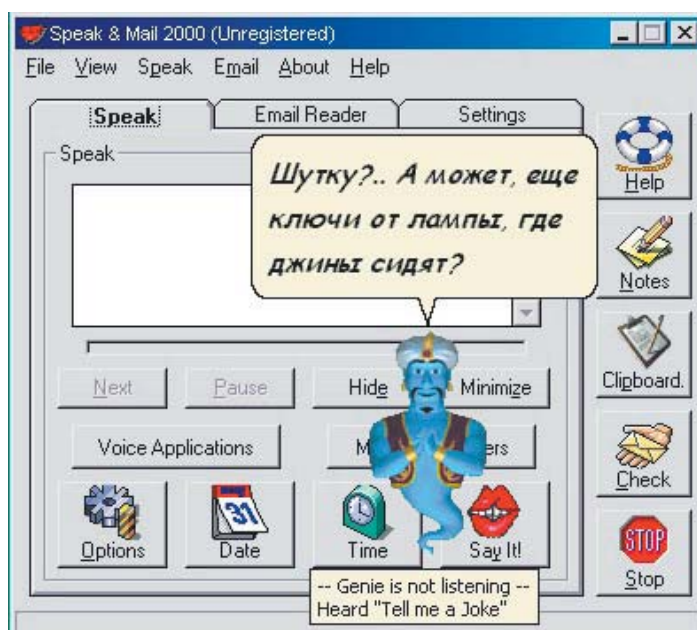 Speak & Mail 2000 (Unregistered)
File View Speak Email About Help
Speak Email Reader Settings
Speak
Шутку?.. А может, еще
ключи от лампы, где
джины сидят?
Help
Notes
Clipboard.
Check
Stop
Next Pause Hide Minimize
Voice Applications
31
STOP
Options Date Time Say It!
-- Genie is not listening --
Heard "Tell me a Joke"